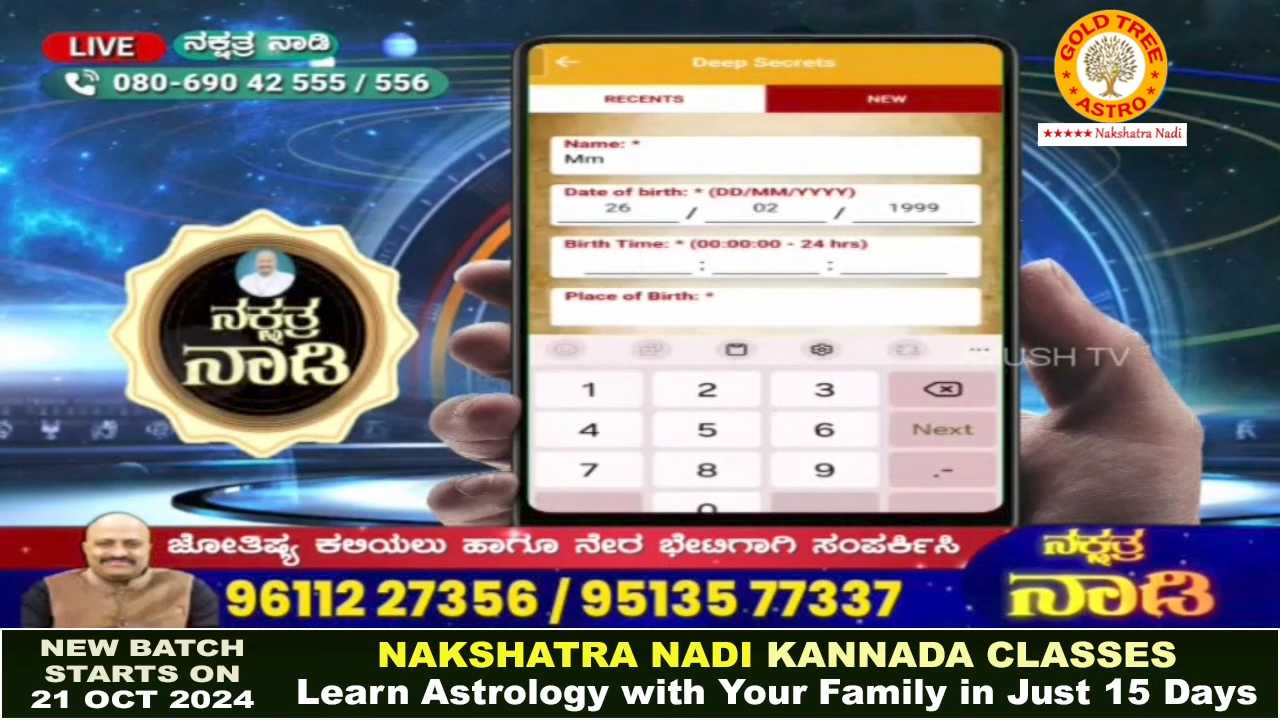 LIVE ನಕ್ಷತ್ರ ನಾಡಿ
080-690 42 555 / 556
GOLD TREE
ASTRO
★★★★★ Nakshatra Nadi
← Deep Secrets
RECENTS NEW
Name: *
Mm
Date of birth: * (DD/MM/YYYY)
26 / 02 / 1999
Birth Time: * (00:00:00 - 24 hrs)
: :
Place of Birth: *
USH TV
1 2 3
4 5 6 Next
7 8 9 .-
0
ನಕ್ಷತ್ರ
ನಾಡಿ
ಜ್ಯೋತಿಷ್ಯ ಕಲಿಯಲು ಹಾಗೂ ನೇರ ಭೇಟಿಗಾಗಿ ಸಂಪರ್ಕಿಸಿ
96112 27356 / 95135 77337
ನಕ್ಷತ್ರ
ನಾಡಿ
NEW BATCH
STARTS ON
21 OCT 2024
NAKSHATRA NADI KANNADA CLASSES
Learn Astrology with Your Family in Just 15 Days